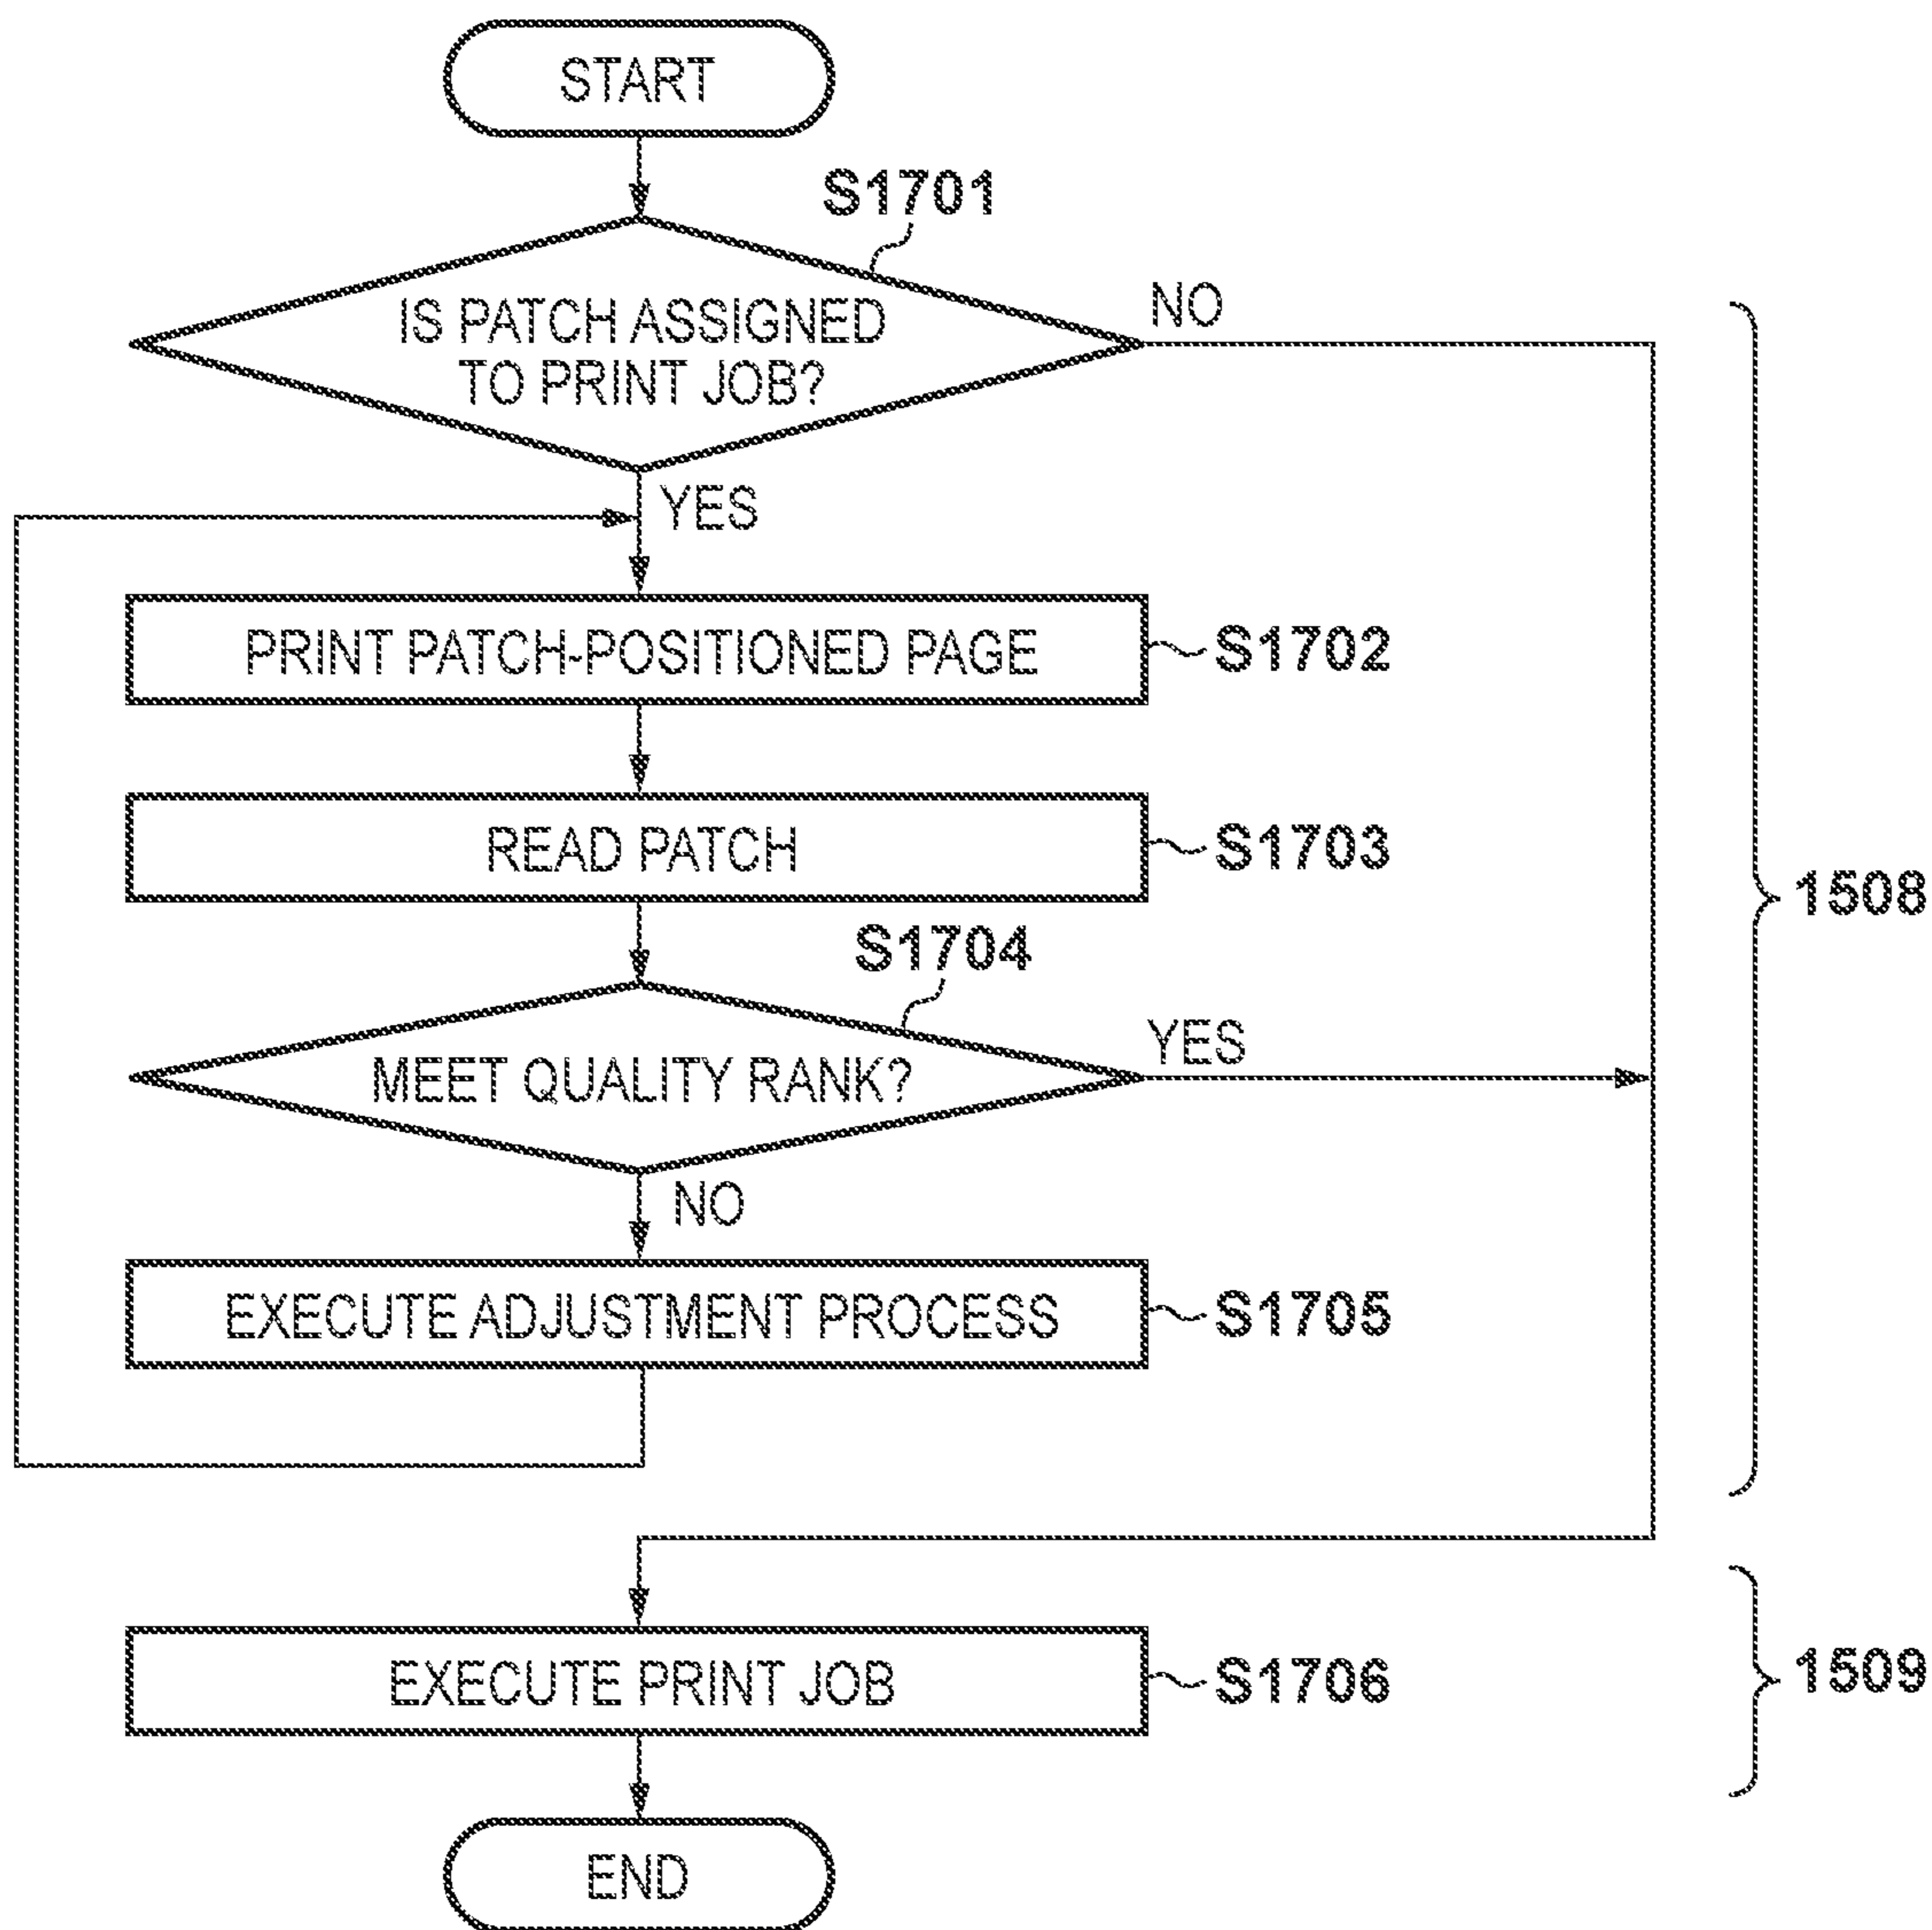 START
S1701
IS PATCH ASSIGNED
TO PRINT JOB?
NO
YES
PRINT PATCH-POSITIONED PAGE
S1702
READ PATCH
S1703
1508
S1704
MEET QUALITY RANK?
YES
NO
EXECUTE ADJUSTMENT PROCESS
S1705
EXECUTE PRINT JOB
S1706
1509
END